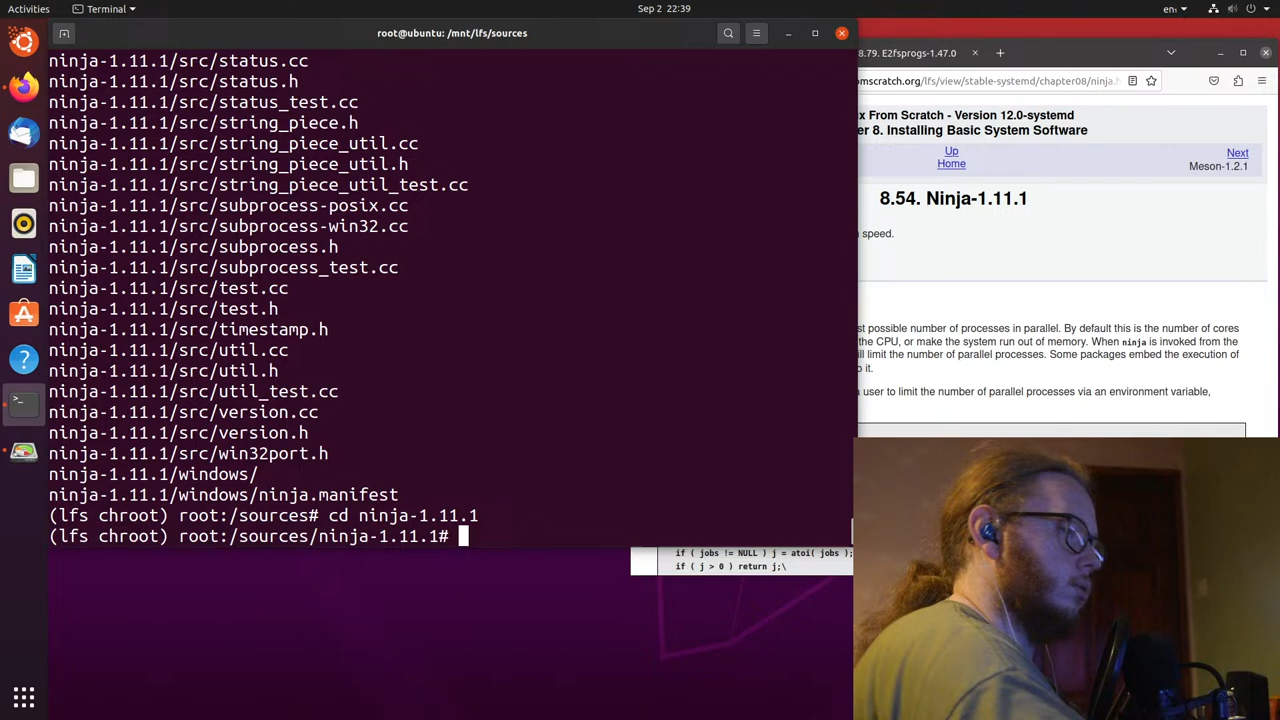 Activities
Terminal
Sep 2 22:39
en
root@ubuntu: /mnt/lfs/sources
ninja-1.11.1/src/status.cc
ninja-1.11.1/src/status.h
ninja-1.11.1/src/status_test.cc
ninja-1.11.1/src/string_piece.h
ninja-1.11.1/src/string_piece_util.cc
ninja-1.11.1/src/string_piece_util.h
ninja-1.11.1/src/string_piece_util_test.cc
ninja-1.11.1/src/subprocess-posix.cc
ninja-1.11.1/src/subprocess-win32.cc
ninja-1.11.1/src/subprocess.h
ninja-1.11.1/src/subprocess_test.cc
ninja-1.11.1/src/test.cc
ninja-1.11.1/src/test.h
ninja-1.11.1/src/timestamp.h
ninja-1.11.1/src/util.cc
ninja-1.11.1/src/util.h
ninja-1.11.1/src/util_test.cc
ninja-1.11.1/src/version.cc
ninja-1.11.1/src/version.h
ninja-1.11.1/src/win32port.h
ninja-1.11.1/windows/
ninja-1.11.1/windows/ninja.manifest
(lfs chroot) root:/sources# cd ninja-1.11.1
(lfs chroot) root:/sources/ninja-1.11.1#
8.79. E2fsprogs-1.47.0
omscratch.org/lfs/view/stable-systemd/chapter08/ninja.h
x From Scratch - Version 12.0-systemd
er 8. Installing Basic System Software
Up
Home
Next
Meson-1.2.1
8.54. Ninja-1.11.1
speed.
st possible number of processes in parallel. By default this is the number of cores
the CPU, or make the system run out of memory. When ninja is invoked from the
ill limit the number of parallel processes. Some packages embed the execution of
o it.
a user to limit the number of parallel processes via an environment variable,
if ( jobs != NULL ) j = atoi( jobs );
if ( j > 0 ) return j;\